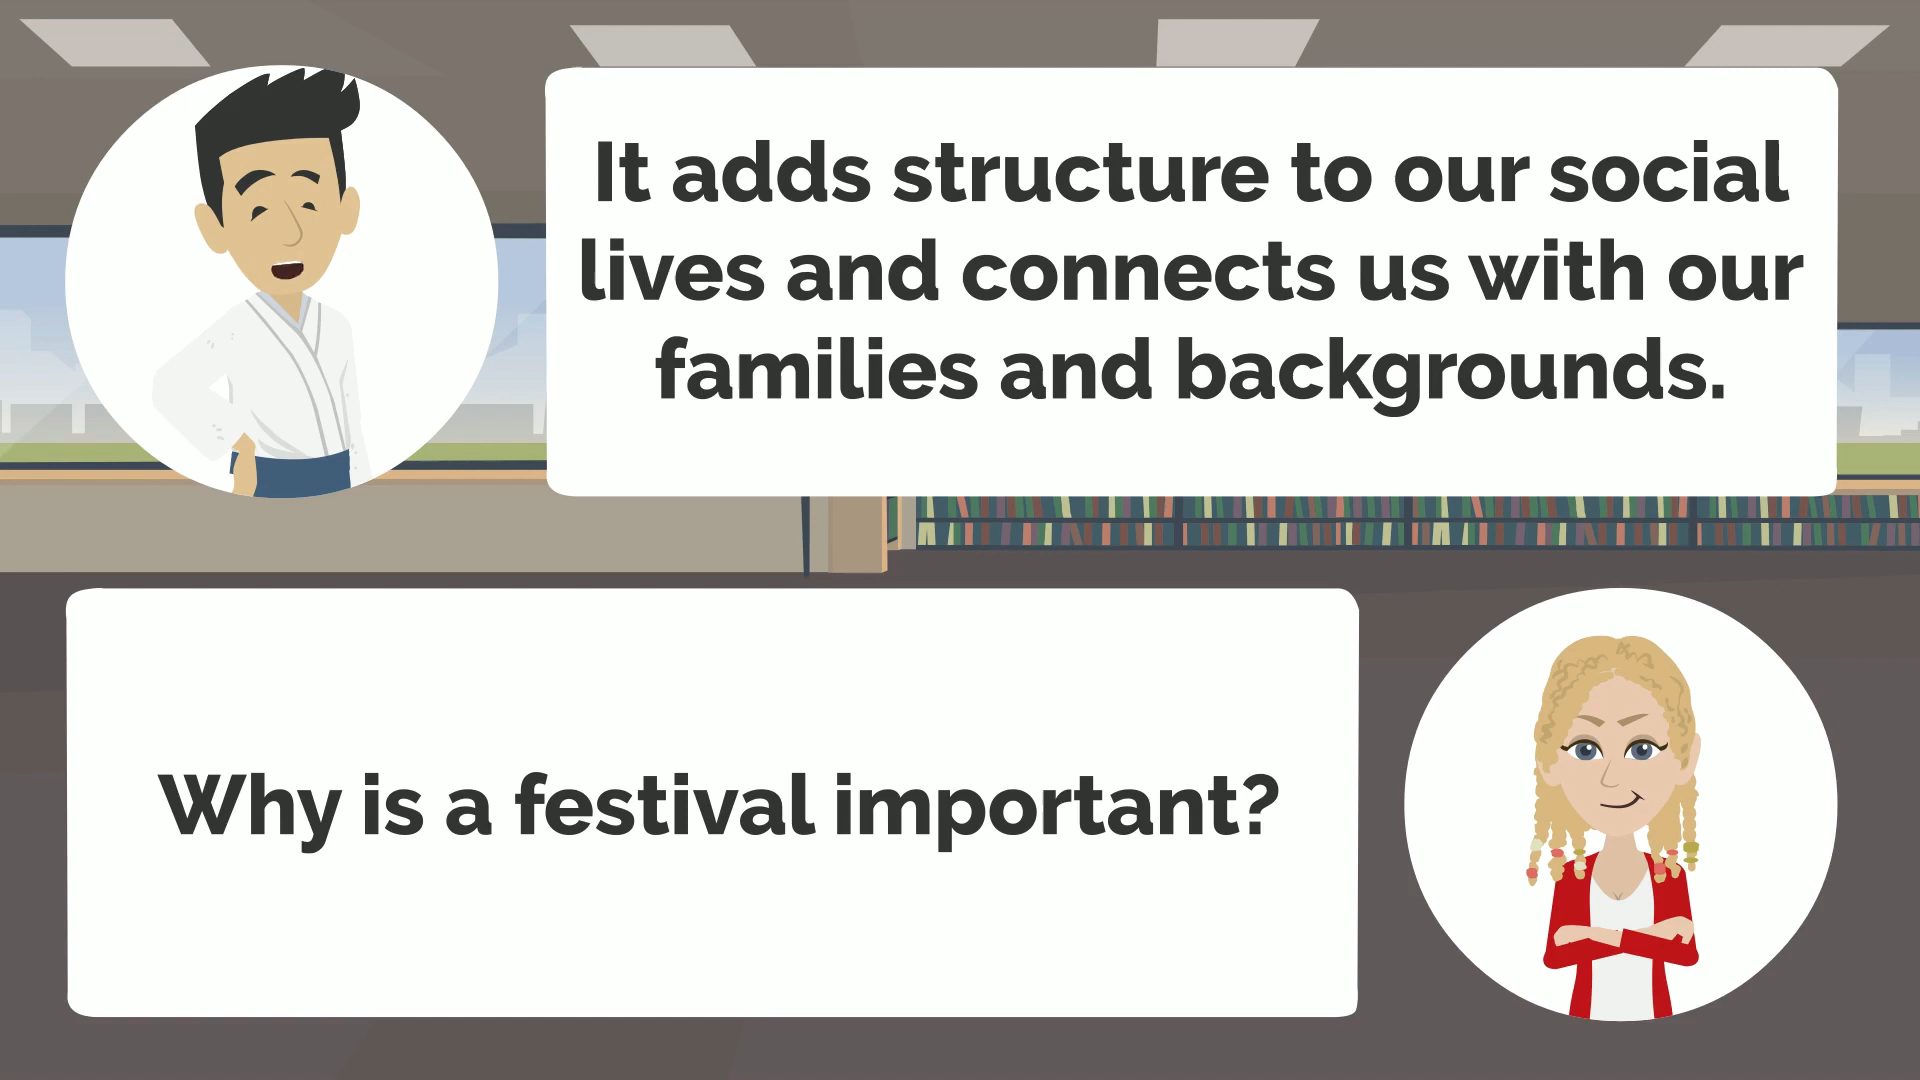 It adds structure to our social
lives and connects us with our
families and backgrounds.
Why is a festival important?